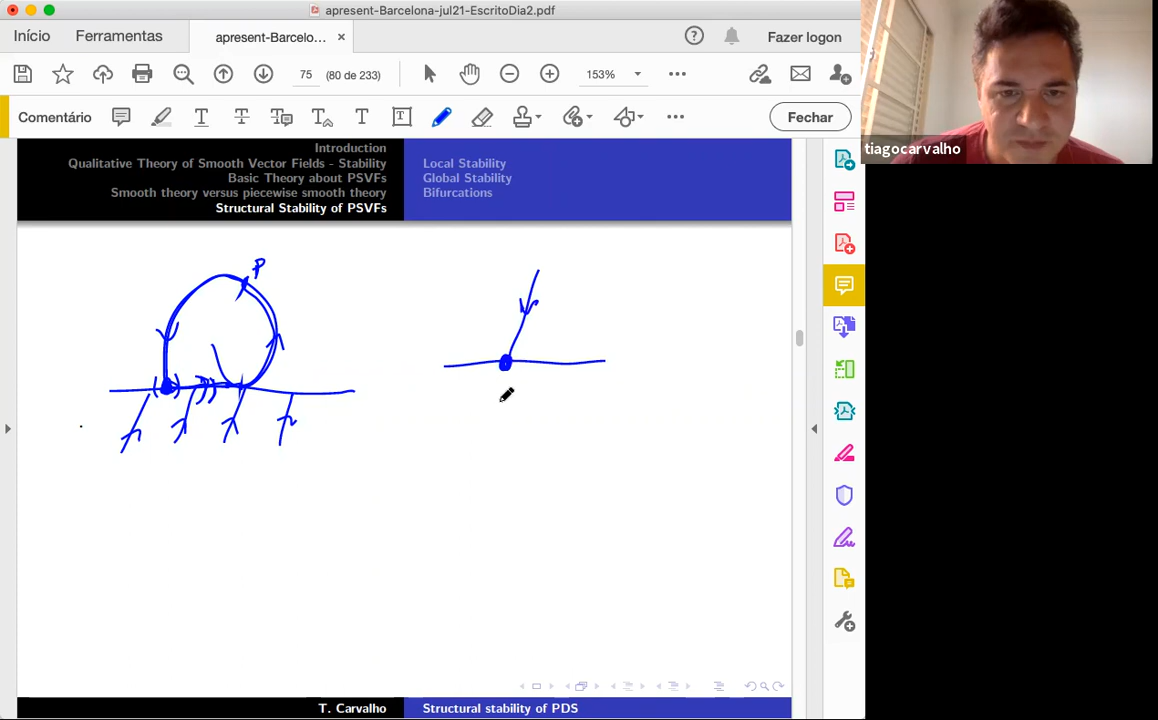 apresent-Barcelona-jul21-EscritoDia2.pdf
Início
Ferramentas
apresent-Barcelo...
Fazer logon
75
(80 de 233)
153%
Comentário
Fechar
tiagocarvalho
Introduction
Qualitative Theory of Smooth Vector Fields - Stability
Basic Theory about PSVFs
Smooth theory versus piecewise smooth theory
Structural Stability of PSVFs
Local Stability
Global Stability
Bifurcations
P
T. Carvalho
Structural stability of PDS